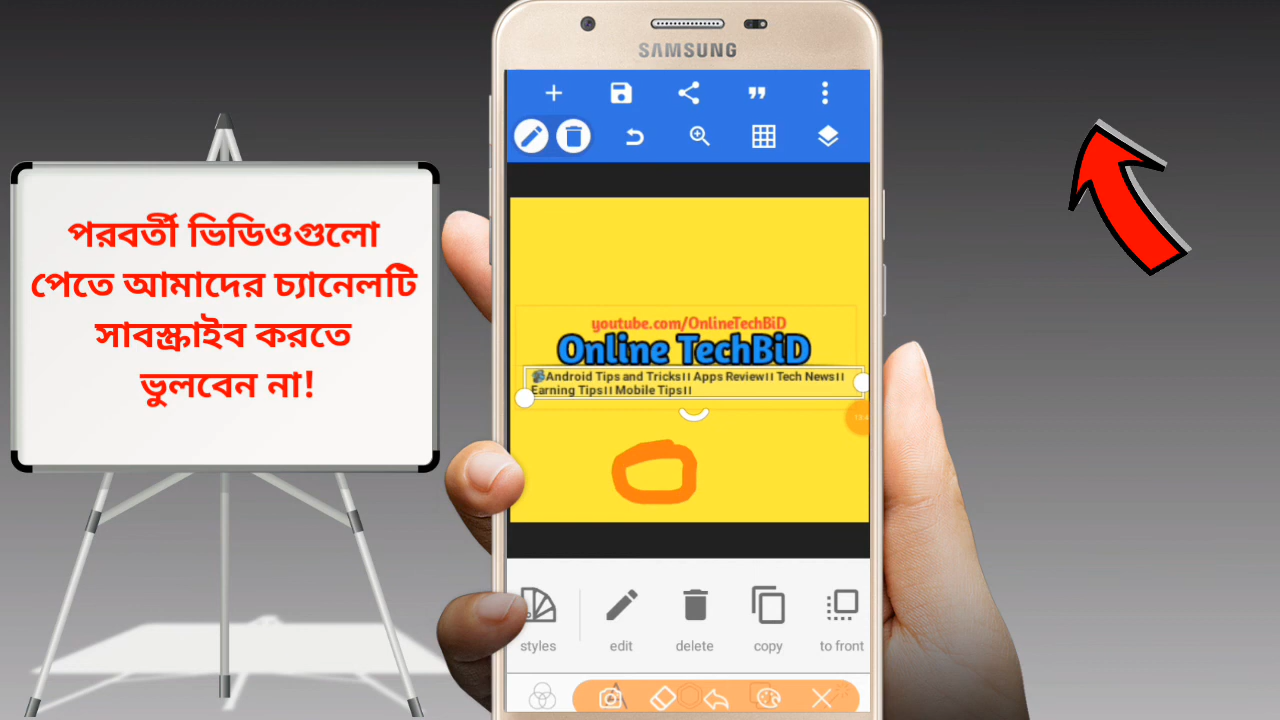 পরবর্তী ভিডিওগুলো
পেতে আমাদের চ্যানেলটি
সাবস্ক্রাইব করতে
ভুলবেন না!
SAMSUNG
youtube.com/OnlineTechBiD
Online TechBiD
Android Tips and Tricks।। Apps Review।। Tech News।।
Earning Tips।। Mobile Tips।।
styles edit delete copy to front